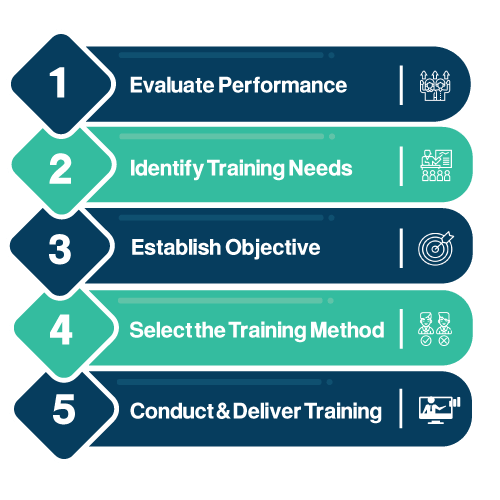 1 Evaluate Performance
2 Identify Training Needs
3 Establish Objective
4 Select the Training Method
5 Conduct & Deliver Training